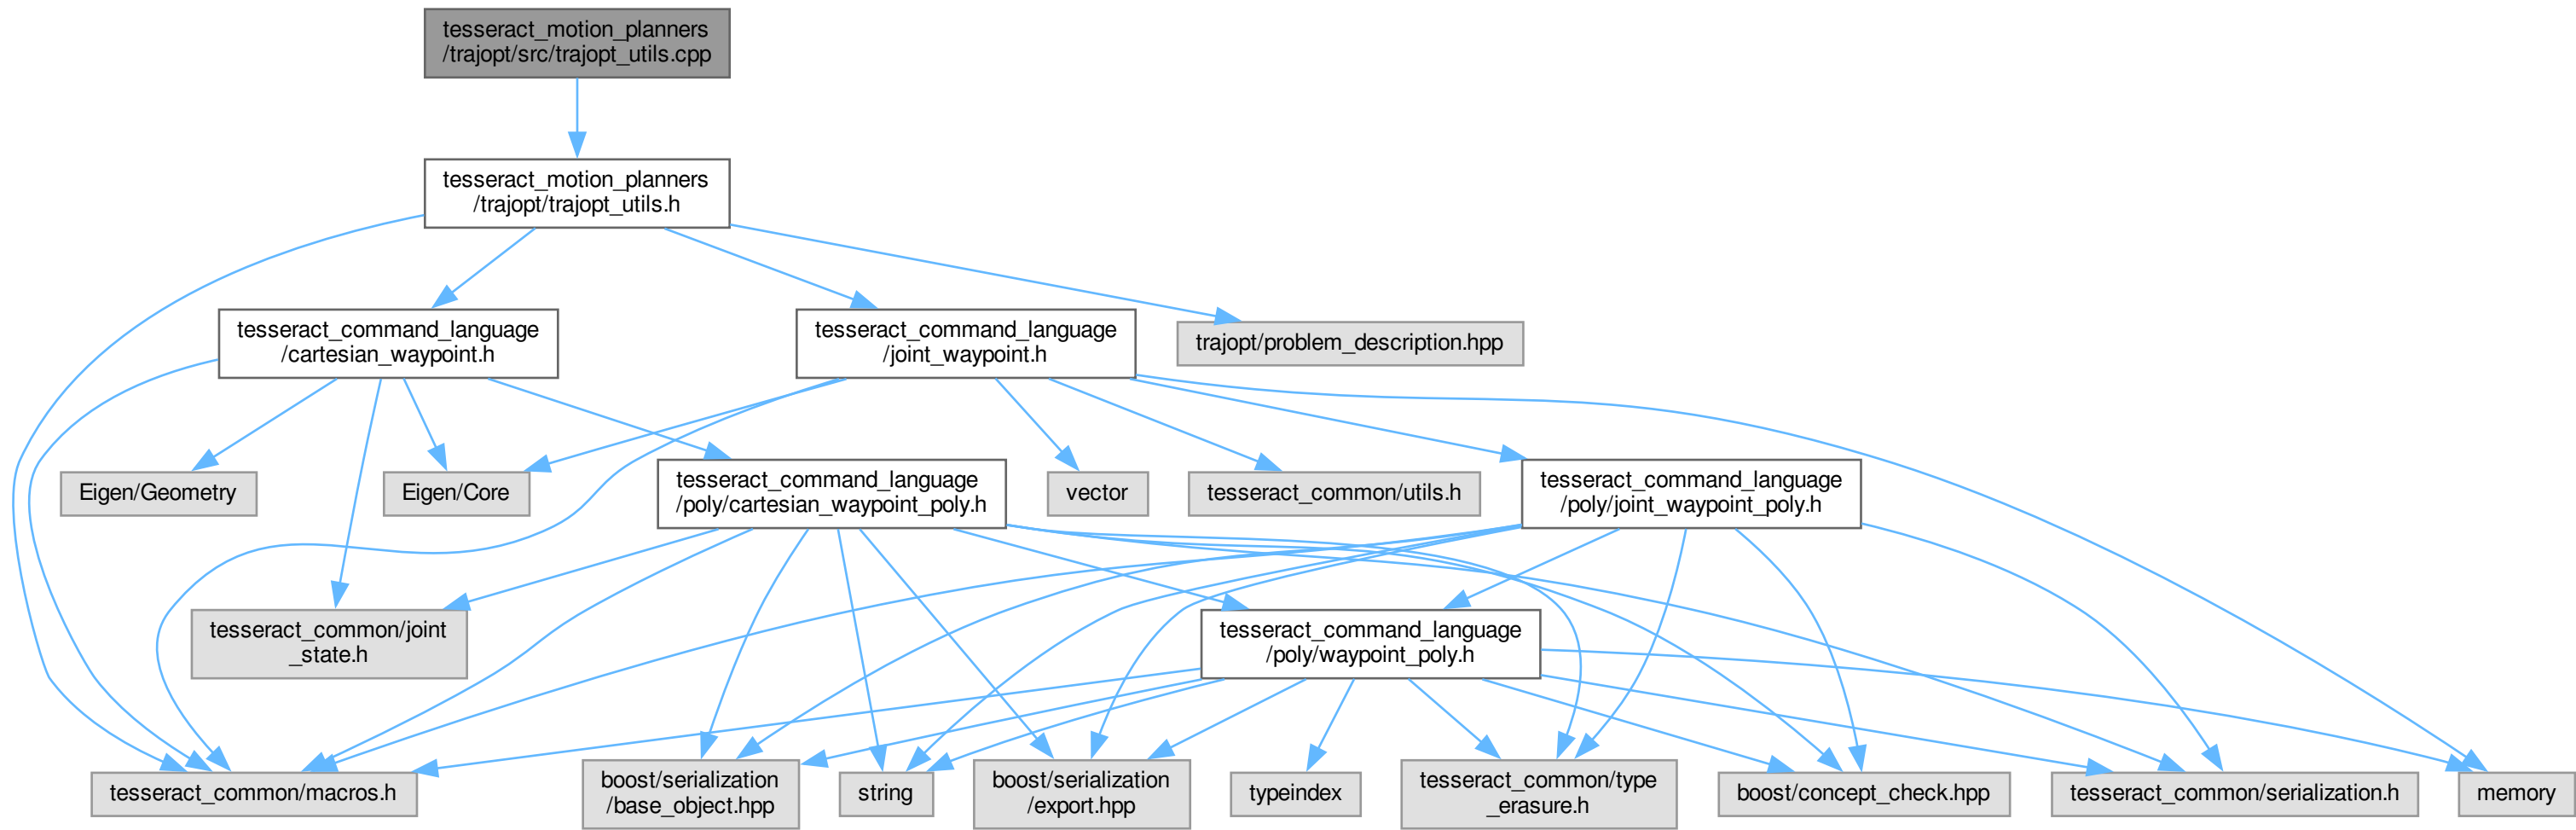 tesseract_motion_planners
/trajopt/src/trajopt_utils.cpp
tesseract_motion_planners
/trajopt/trajopt_utils.h
tesseract_command_language
/cartesian_waypoint.h
tesseract_command_language
/joint_waypoint.h
trajopt/problem_description.hpp
Eigen/Geometry
Eigen/Core
tesseract_command_language
/poly/cartesian_waypoint_poly.h
vector
tesseract_common/utils.h
tesseract_command_language
/poly/joint_waypoint_poly.h
tesseract_common/joint
_state.h
tesseract_command_language
/poly/waypoint_poly.h
tesseract_common/macros.h
boost/serialization
/base_object.hpp
string
boost/serialization
/export.hpp
typeindex
tesseract_common/type
_erasure.h
boost/concept_check.hpp
tesseract_common/serialization.h
memory